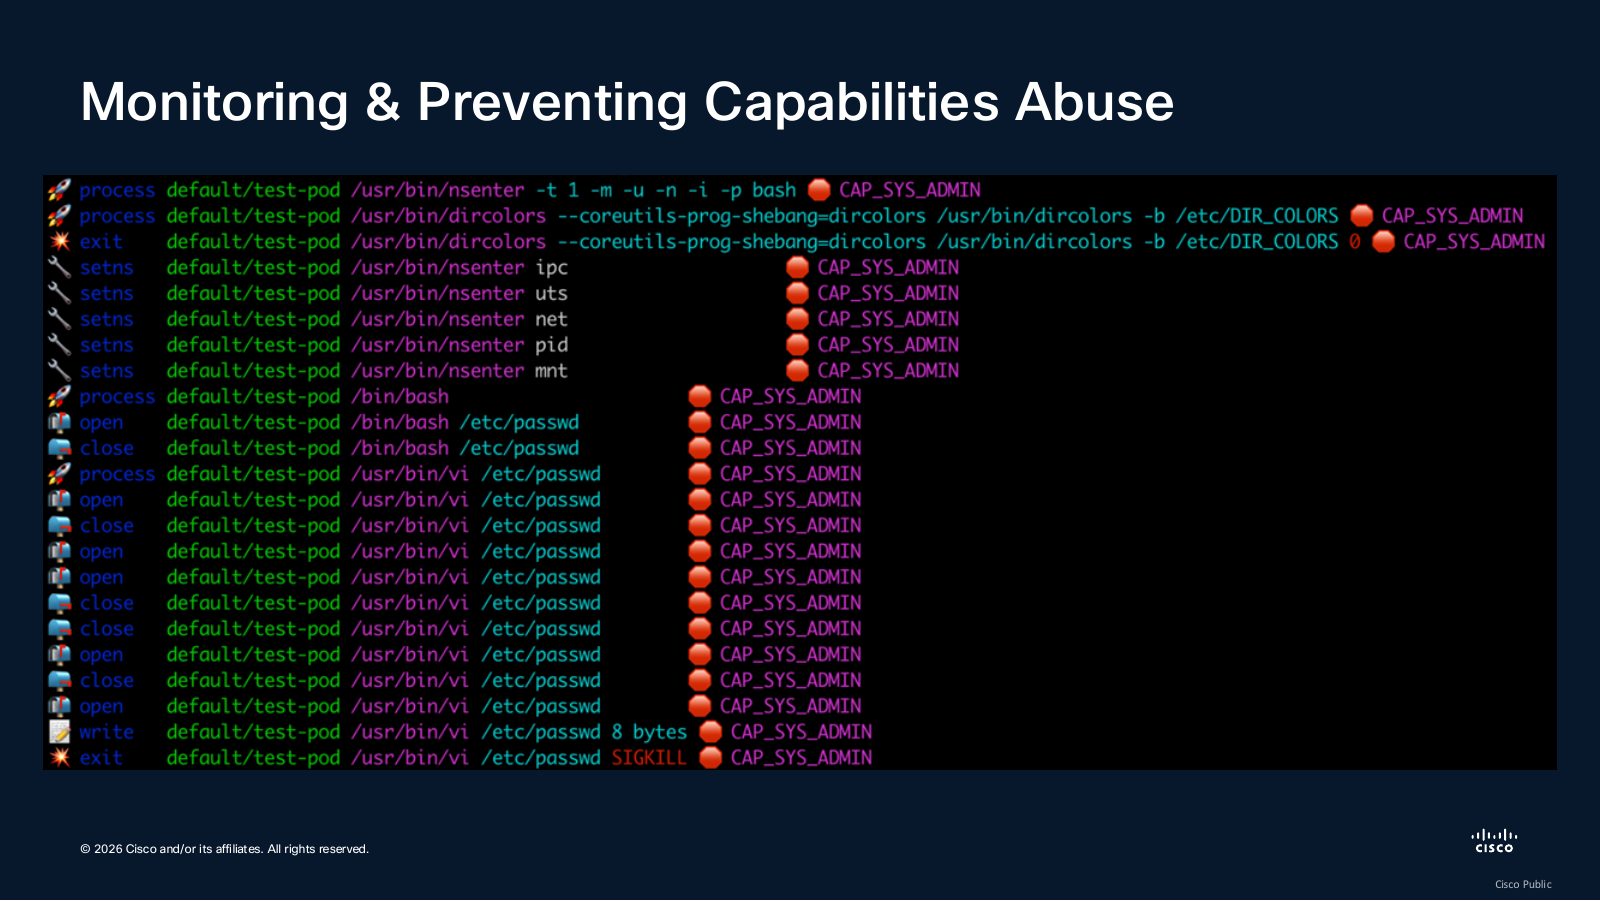 Monitoring & Preventing Capabilities Abuse
🚀 process default/test-pod /usr/bin/nsenter -t 1 -m -u -n -i -p bash 🛑 CAP_SYS_ADMIN
🚀 process default/test-pod /usr/bin/dircolors --coreutils-prog-shebang=dircolors /usr/bin/dircolors -b /etc/DIR_COLORS 🛑 CAP_SYS_ADMIN
💥 exit default/test-pod /usr/bin/dircolors --coreutils-prog-shebang=dircolors /usr/bin/dircolors -b /etc/DIR_COLORS 0 🛑 CAP_SYS_ADMIN
🔧 setns default/test-pod /usr/bin/nsenter ipc 🛑 CAP_SYS_ADMIN
🔧 setns default/test-pod /usr/bin/nsenter uts 🛑 CAP_SYS_ADMIN
🔧 setns default/test-pod /usr/bin/nsenter net 🛑 CAP_SYS_ADMIN
🔧 setns default/test-pod /usr/bin/nsenter pid 🛑 CAP_SYS_ADMIN
🔧 setns default/test-pod /usr/bin/nsenter mnt 🛑 CAP_SYS_ADMIN
🚀 process default/test-pod /bin/bash 🛑 CAP_SYS_ADMIN
📬 open default/test-pod /bin/bash /etc/passwd 🛑 CAP_SYS_ADMIN
📪 close default/test-pod /bin/bash /etc/passwd 🛑 CAP_SYS_ADMIN
🚀 process default/test-pod /usr/bin/vi /etc/passwd 🛑 CAP_SYS_ADMIN
📬 open default/test-pod /usr/bin/vi /etc/passwd 🛑 CAP_SYS_ADMIN
📪 close default/test-pod /usr/bin/vi /etc/passwd 🛑 CAP_SYS_ADMIN
📬 open default/test-pod /usr/bin/vi /etc/passwd 🛑 CAP_SYS_ADMIN
📬 open default/test-pod /usr/bin/vi /etc/passwd 🛑 CAP_SYS_ADMIN
📪 close default/test-pod /usr/bin/vi /etc/passwd 🛑 CAP_SYS_ADMIN
📪 close default/test-pod /usr/bin/vi /etc/passwd 🛑 CAP_SYS_ADMIN
📬 open default/test-pod /usr/bin/vi /etc/passwd 🛑 CAP_SYS_ADMIN
📪 close default/test-pod /usr/bin/vi /etc/passwd 🛑 CAP_SYS_ADMIN
📬 open default/test-pod /usr/bin/vi /etc/passwd 🛑 CAP_SYS_ADMIN
📝 write default/test-pod /usr/bin/vi /etc/passwd 8 bytes 🛑 CAP_SYS_ADMIN
💥 exit default/test-pod /usr/bin/vi /etc/passwd SIGKILL 🛑 CAP_SYS_ADMIN
© 2026 Cisco and/or its affiliates. All rights reserved.
CISCO
Cisco Public